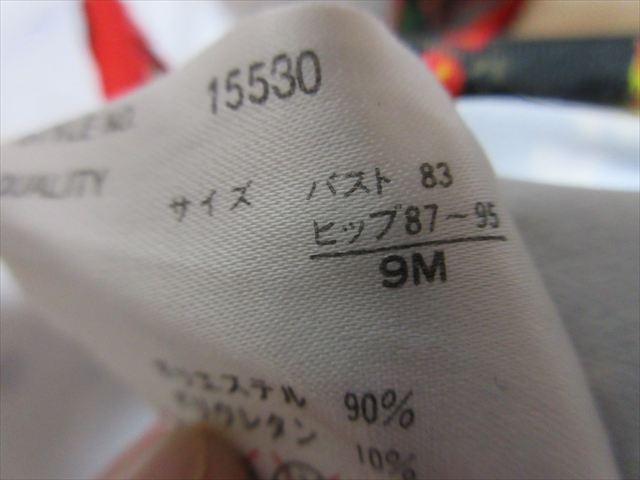 15530
QUALITY
サイズ バスト 83
ヒップ 87～95
9M
ポリエステル 90%
ポリウレタン 10%